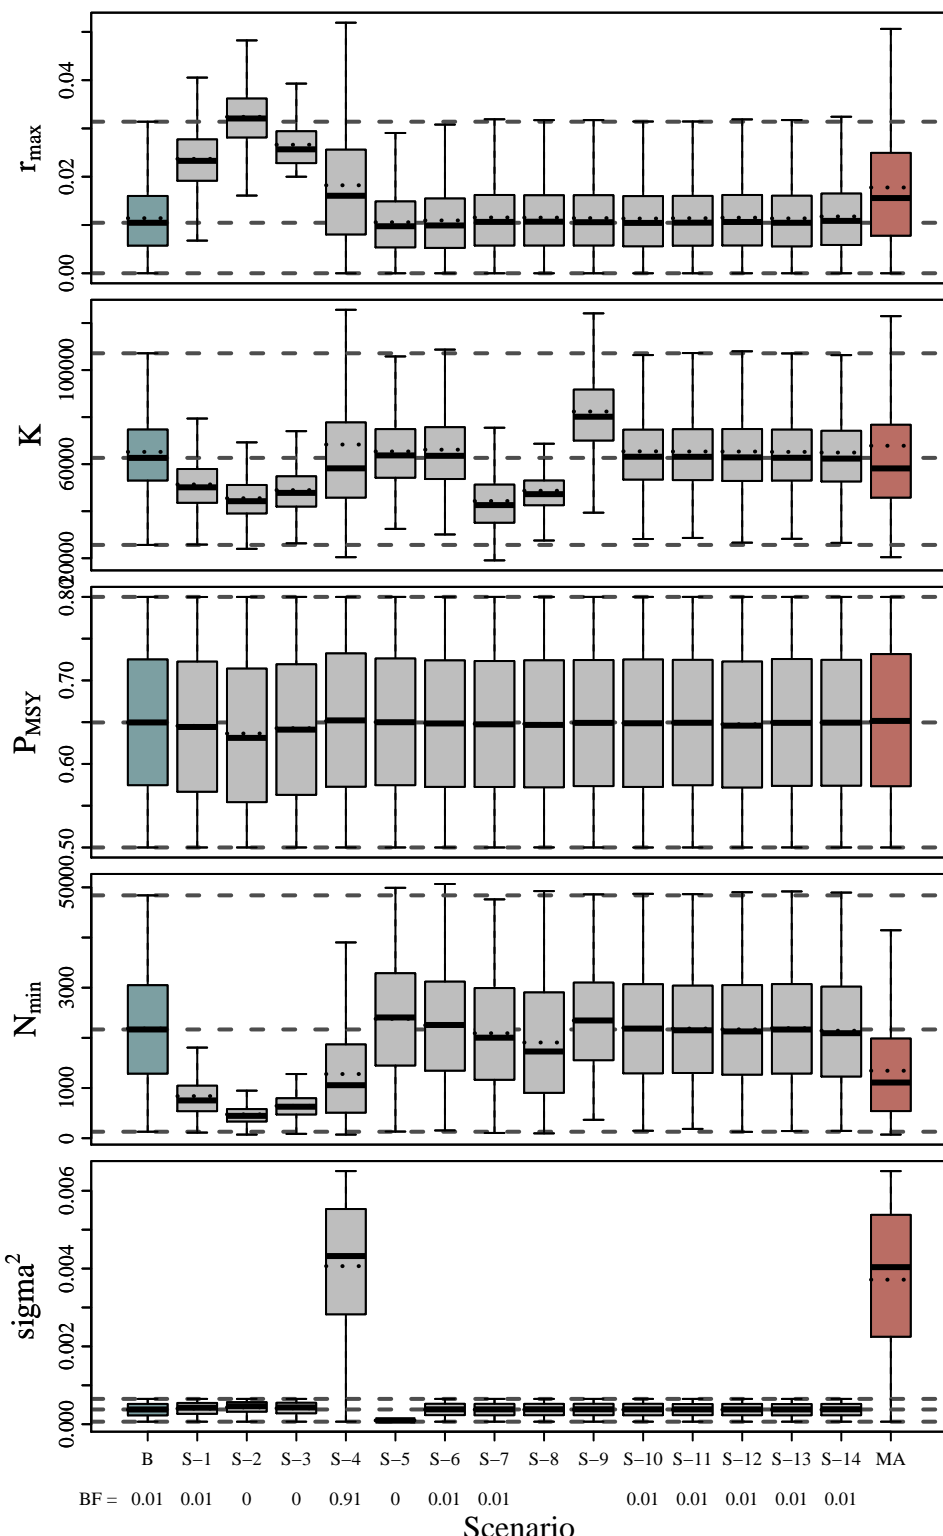 r_max
0.04
0.02
0.00
K
100000
60000
20000
P_MSY
0.80
0.70
0.60
0.50
N_min
5000
3000
1000
0
sigma²
0.006
0.004
0.002
0.000
B S−1 S−2 S−3 S−4 S−5 S−6 S−7 S−8 S−9 S−10 S−11 S−12 S−13 S−14 MA
BF = 0.01 0.01 0 0 0.91 0 0.01 0.01 0.01 0.01 0.01 0.01 0.01
Scenario